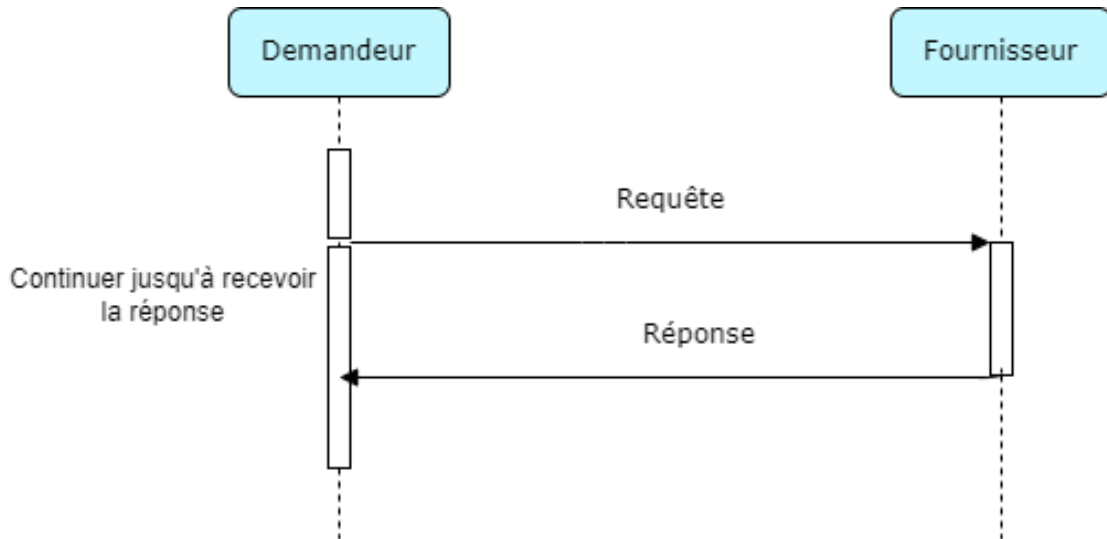 Demandeur
Fournisseur
Requête
Continuer jusqu'à recevoir
la réponse
Réponse